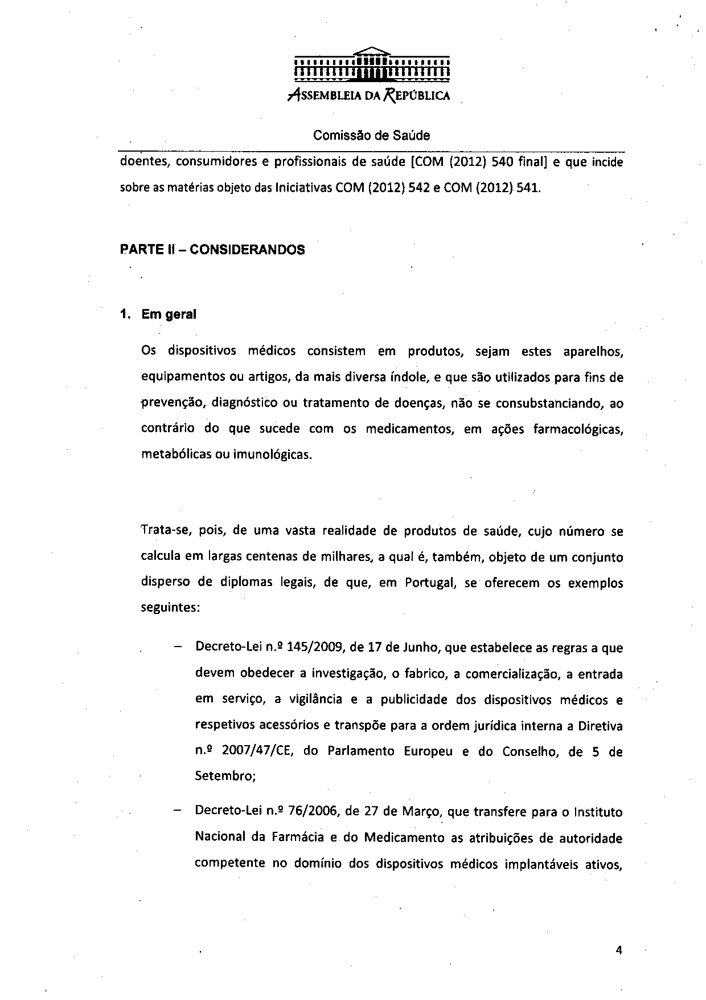 ASSEMBLEIA DA REPÚBLICA
Comissão de Saúde
doentes, consumidores e profissionais de saúde [COM (2012) 540 final] e que incide
sobre as matérias objeto das Iniciativas COM (2012) 542 e COM (2012) 541.
PARTE II – CONSIDERANDOS
1. Em geral
Os dispositivos médicos consistem em produtos, sejam estes aparelhos,
equipamentos ou artigos, da mais diversa índole, e que são utilizados para fins de
prevenção, diagnóstico ou tratamento de doenças, não se consubstanciando, ao
contrário do que sucede com os medicamentos, em ações farmacológicas,
metabólicas ou imunológicas.
Trata-se, pois, de uma vasta realidade de produtos de saúde, cujo número se
calcula em largas centenas de milhares, a qual é, também, objeto de um conjunto
disperso de diplomas legais, de que, em Portugal, se oferecem os exemplos
seguintes:
– Decreto-Lei n.º 145/2009, de 17 de Junho, que estabelece as regras a que
devem obedecer a investigação, o fabrico, a comercialização, a entrada
em serviço, a vigilância e a publicidade dos dispositivos médicos e
respetivos acessórios e transpõe para a ordem jurídica interna a Diretiva
n.º 2007/47/CE, do Parlamento Europeu e do Conselho, de 5 de
Setembro;
– Decreto-Lei n.º 76/2006, de 27 de Março, que transfere para o Instituto
Nacional da Farmácia e do Medicamento as atribuições de autoridade
competente no domínio dos dispositivos médicos implantáveis ativos,
4